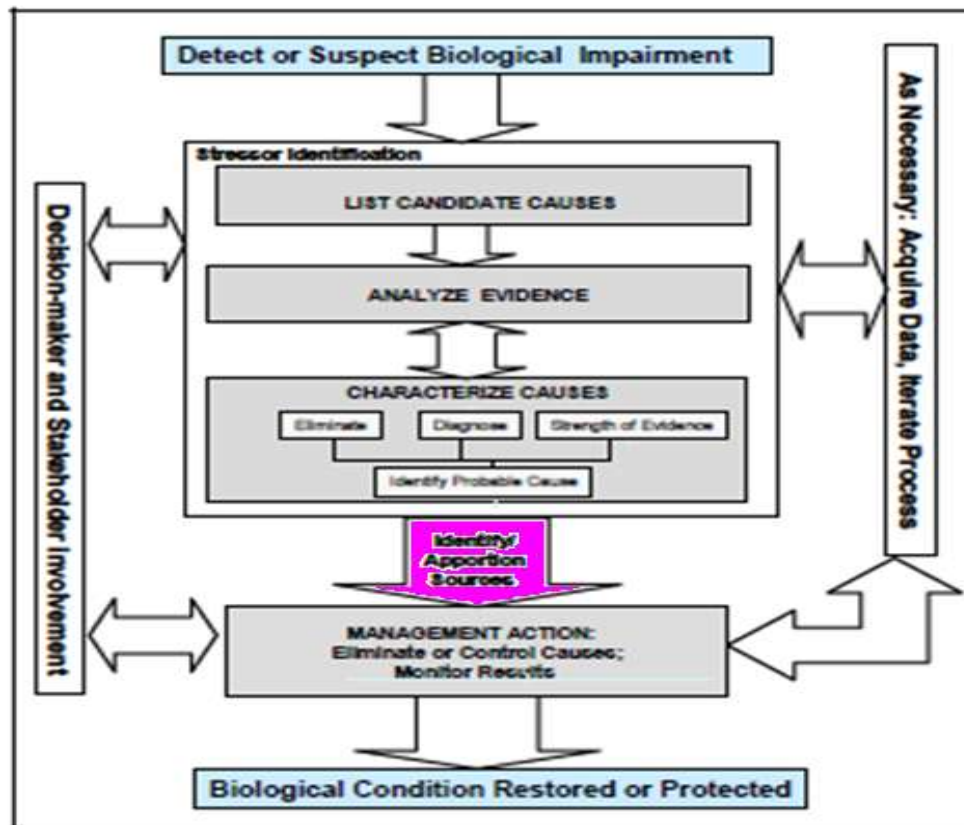 Detect or Suspect Biological Impairment
Stressor Identification
LIST CANDIDATE CAUSES
ANALYZE EVIDENCE
CHARACTERIZE CAUSES
Eliminate
Diagnose
Strength of Evidence
Identify Probable Cause
Identify/
Apportion
Sources
MANAGEMENT ACTION:
Eliminate or Control Causes;
Monitor Results
Biological Condition Restored or Protected
Decision-maker and Stakeholder Involvement
As Necessary: Acquire Data, Iterate Process